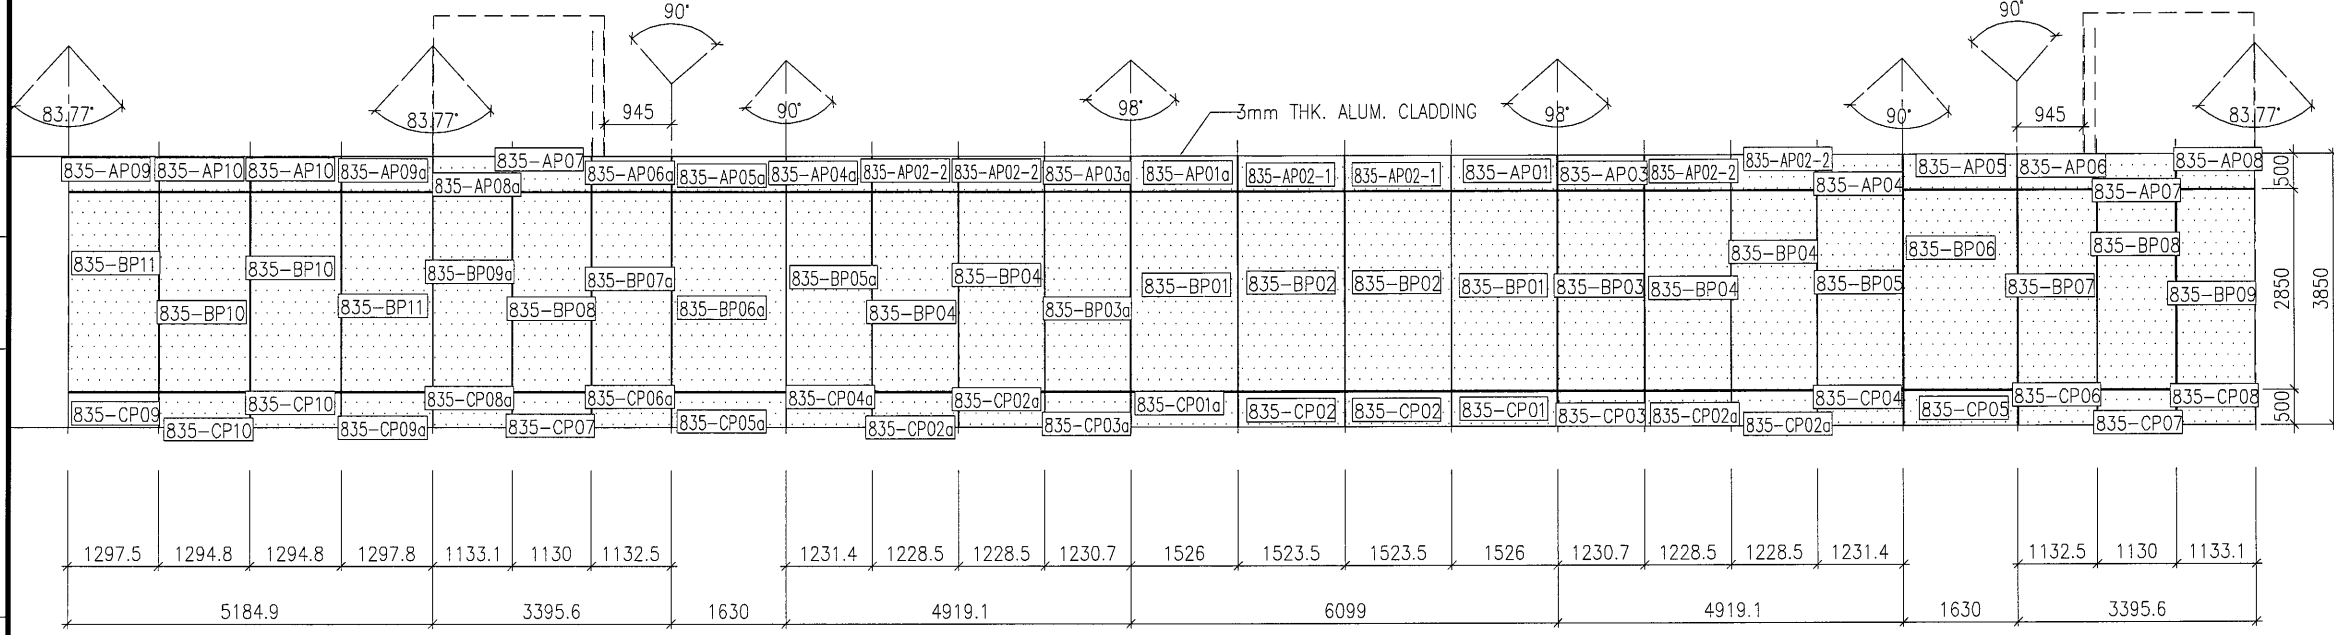 90° 90°
83.77° 83.77° 945 90° 98° 3mm THK. ALUM. CLADDING 98° 90° 945 83.77°
835-AP09 835-AP10 835-AP10 835-AP09a 835-AP08a 835-AP07 835-AP06a 835-AP05a 835-AP04a 835-AP02-2 835-AP02-2 835-AP03a 835-AP01a 835-AP02-1 835-AP02-1 835-AP01 835-AP03 835-AP02-2 835-AP02-2 835-AP04 835-AP05 835-AP06 835-AP07 835-AP08 500
835-BP11 835-BP10 835-BP10 835-BP11 835-BP09a 835-BP08 835-BP07a 835-BP06a 835-BP05a 835-BP04 835-BP04 835-BP03a 835-BP01 835-BP02 835-BP02 835-BP01 835-BP03 835-BP04 835-BP04 835-BP05 835-BP06 835-BP07 835-BP08 835-BP09 2850 3850
835-CP09 835-CP10 835-CP10 835-CP09a 835-CP08a 835-CP07 835-CP06a 835-CP05a 835-CP04a 835-CP02a 835-CP02a 835-CP03a 835-CP01a 835-CP02 835-CP02 835-CP01 835-CP03 835-CP02a 835-CP02a 835-CP04 835-CP05 835-CP06 835-CP07 835-CP08 500
1297.5 1294.8 1294.8 1297.8 1133.1 1130 1132.5 1231.4 1228.5 1228.5 1230.7 1526 1523.5 1523.5 1526 1230.7 1228.5 1228.5 1231.4 1132.5 1130 1133.1
5184.9 3395.6 1630 4919.1 6099 4919.1 1630 3395.6